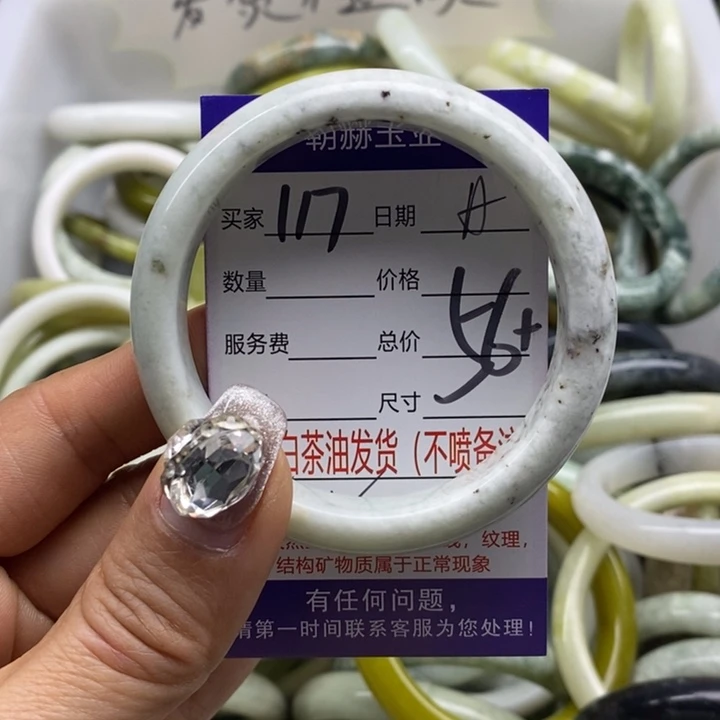 朝赫玉业
买家 117 日期 A
数量 价格
服务费 总价
尺寸 56+
白茶油发货（不喷备注
纹理，
结构矿物质属于正常现象
有任何问题，
请第一时间联系客服为您处理！